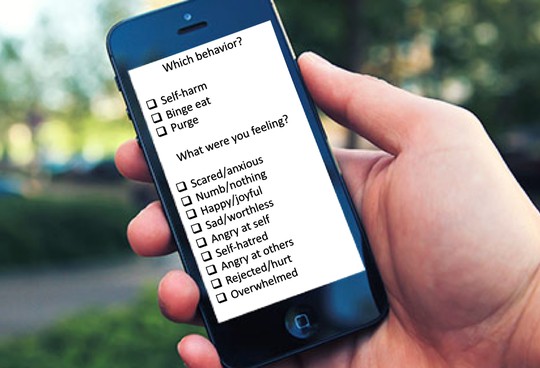 Which behavior?
❑ Self-harm
❑ Binge eat
❑ Purge
What were you feeling?
❑ Scared/anxious
❑ Numb/nothing
❑ Happy/joyful
❑ Sad/worthless
❑ Angry at self
❑ Self-hatred
❑ Angry at others
❑ Rejected/hurt
❑ Overwhelmed